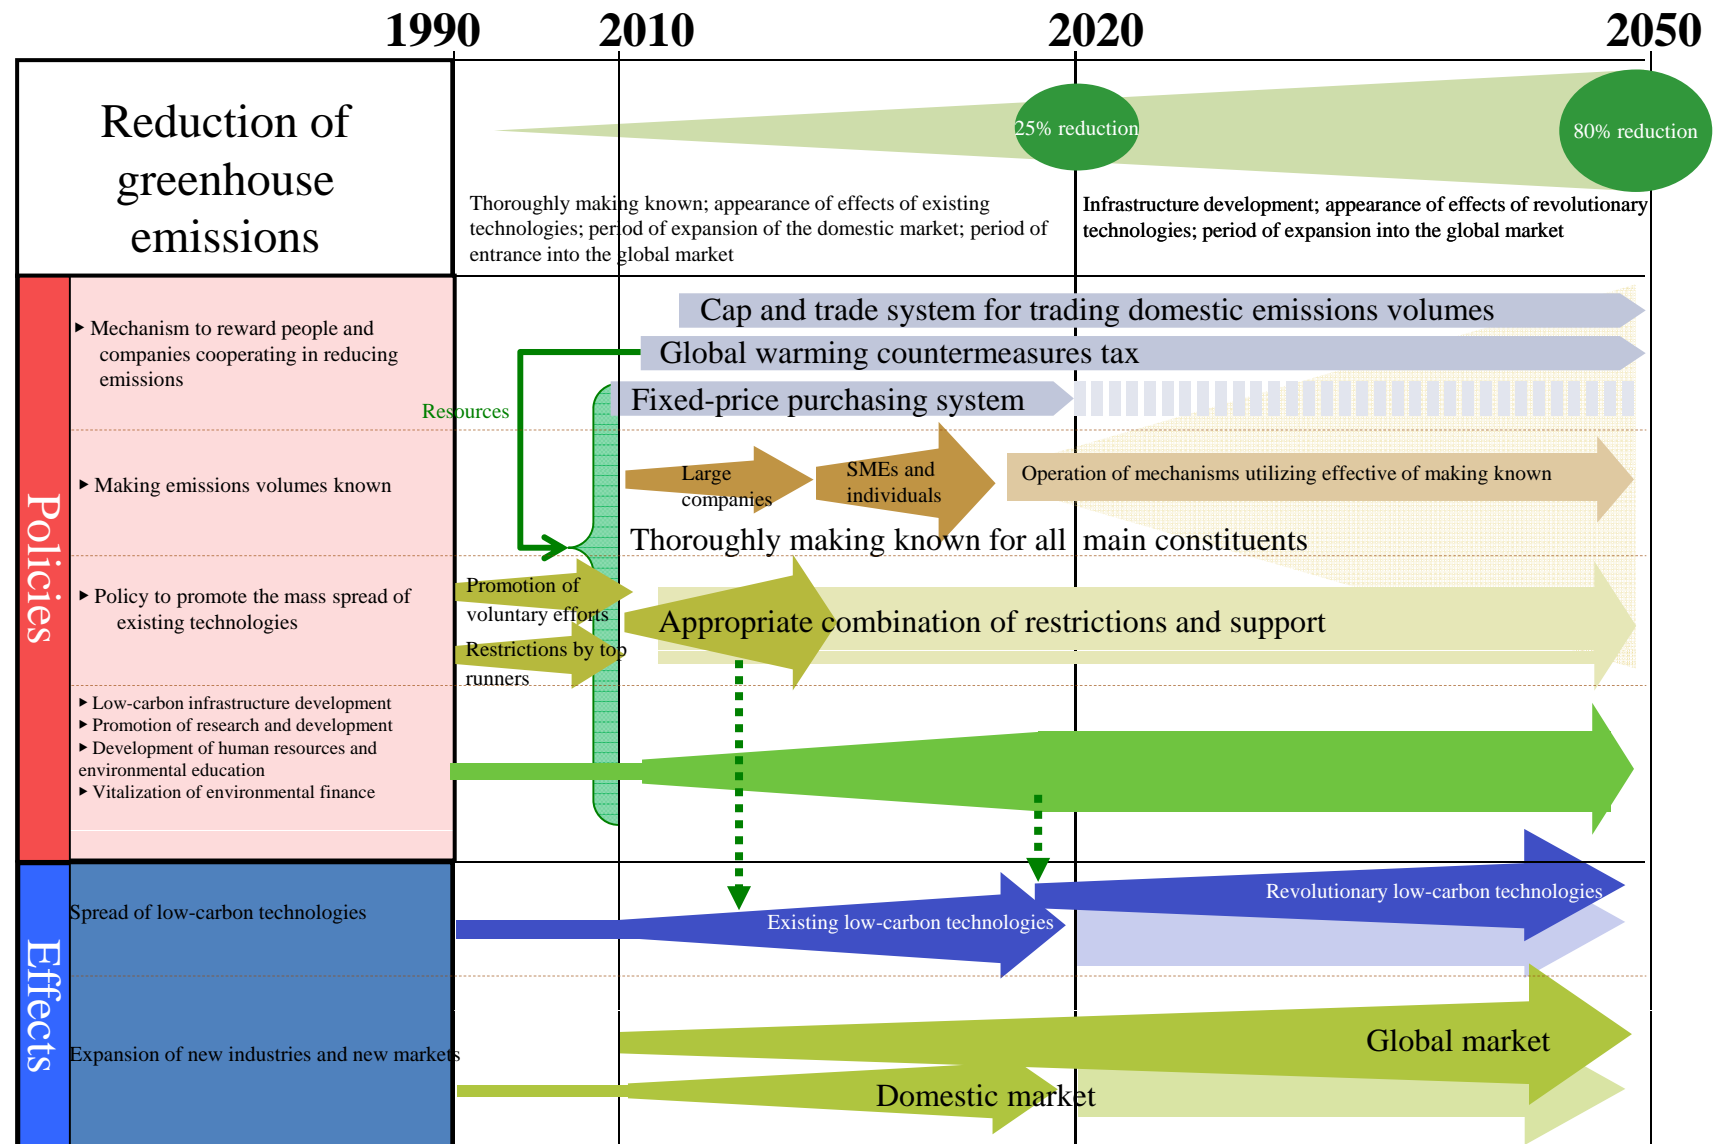 1990 2010 2020 2050
Reduction of
greenhouse
emissions
25% reduction
80% reduction
Thoroughly making known; appearance of effects of existing
technologies; period of expansion of the domestic market; period of
entrance into the global market
Infrastructure development; appearance of effects of revolutionary
technologies; period of expansion into the global market
Policies
▶ Mechanism to reward people and
companies cooperating in reducing
emissions
Cap and trade system for trading domestic emissions volumes
Global warming countermeasures tax
Fixed-price purchasing system
Resources
▶ Making emissions volumes known
Large
companies
SMEs and
individuals
Operation of mechanisms utilizing effective of making known
Thoroughly making known for all main constituents
▶ Policy to promote the mass spread of
existing technologies
Promotion of
voluntary efforts
Restrictions by top
runners
Appropriate combination of restrictions and support
▶ Low-carbon infrastructure development
▶ Promotion of research and development
▶ Development of human resources and
environmental education
▶ Vitalization of environmental finance
Effects
Spread of low-carbon technologies
Existing low-carbon technologies
Revolutionary low-carbon technologies
Expansion of new industries and new markets
Global market
Domestic market